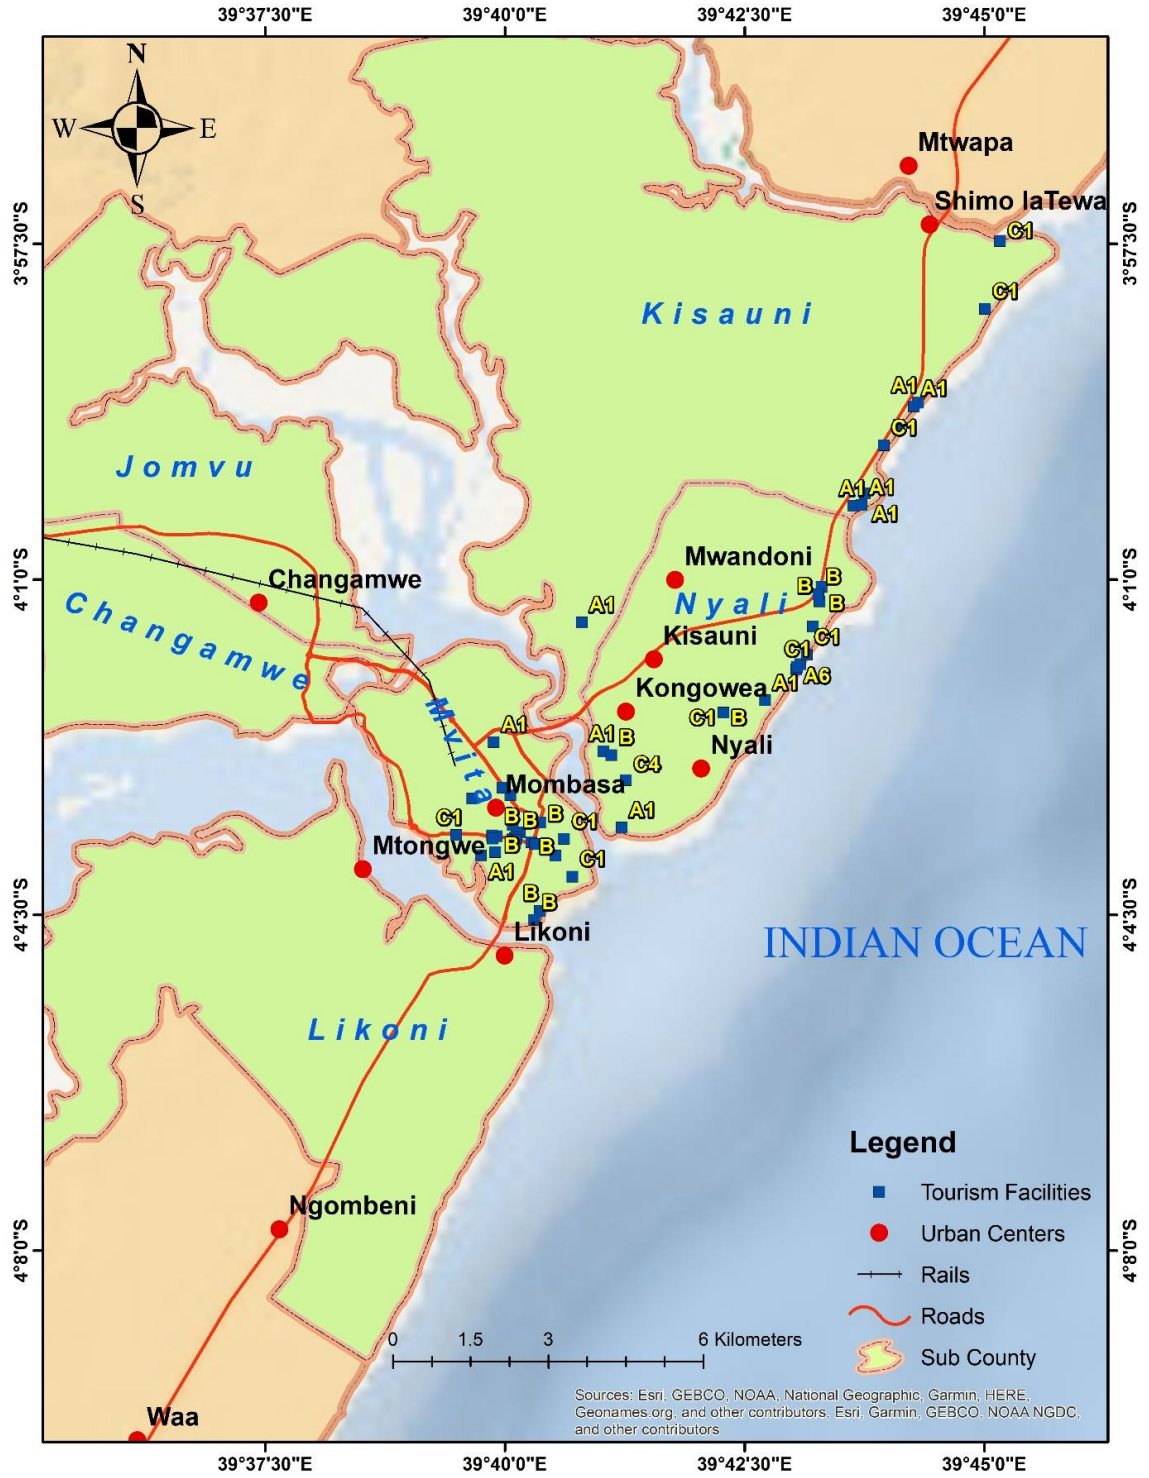 39°37'30"E
39°40'0"E
39°42'30"E
39°45'0"E
N
W
E
S
Mtwapa
Shimo laTewa
C1
3°57'30"S
3°57'30"S
C1
Kisauni
A1
A1
C1
Jomvu
A1
A1
A1
Mwandoni
4°1'0"S
4°1'0"S
Changamwe
B
B
B
Nyali
A1
Changamwe
Kisauni
C1
C1
A6
A1
Kongowea
C1
B
Mvita
A1
A1
B
Nyali
C4
Mombasa
A1
C1
B
B
B
C1
Mtongwe
B
B
C1
A1
B
B
4°4'30"S
4°4'30"S
Likoni
INDIAN OCEAN
Likoni
Legend
Tourism Facilities
Ngombeni
Urban Centers
4°8'0"S
4°8'0"S
Rails
Roads
0
1.5
3
6 Kilometers
Sub County
Sources: Esri, GEBCO, NOAA, National Geographic, Garmin, HERE,
Geonames.org, and other contributors, Esri, Garmin, GEBCO, NOAA NGDC,
and other contributors
Waa
39°37'30"E
39°40'0"E
39°42'30"E
39°45'0"E